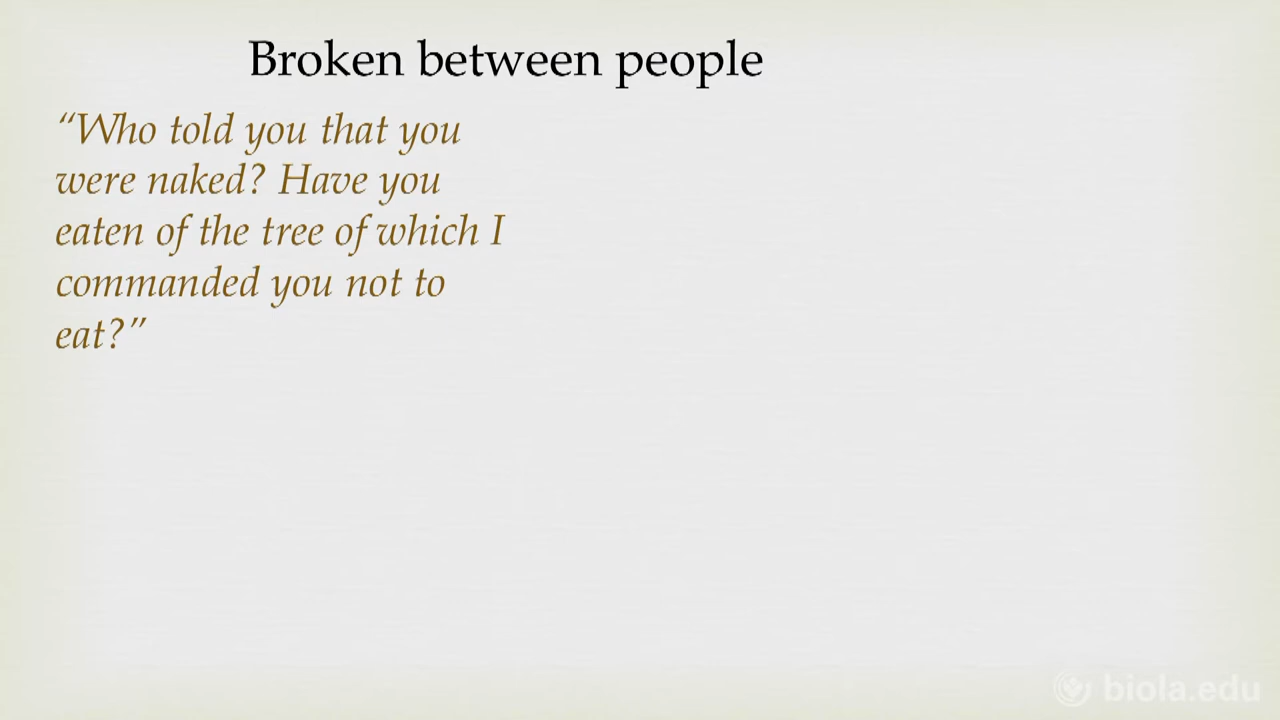 Broken between people
“Who told you that you
were naked? Have you
eaten of the tree of which I
commanded you not to
eat?”
biola.edu